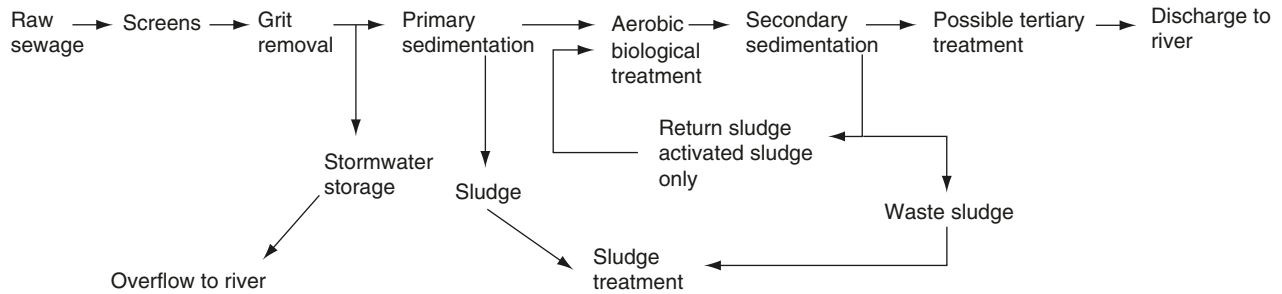 Raw
sewage
Screens
Grit
removal
Primary
sedimentation
Aerobic
biological
treatment
Secondary
sedimentation
Possible tertiary
treatment
Discharge to
river
Stormwater
storage
Overflow to river
Sludge
Return sludge
activated sludge
only
Waste sludge
Sludge
treatment